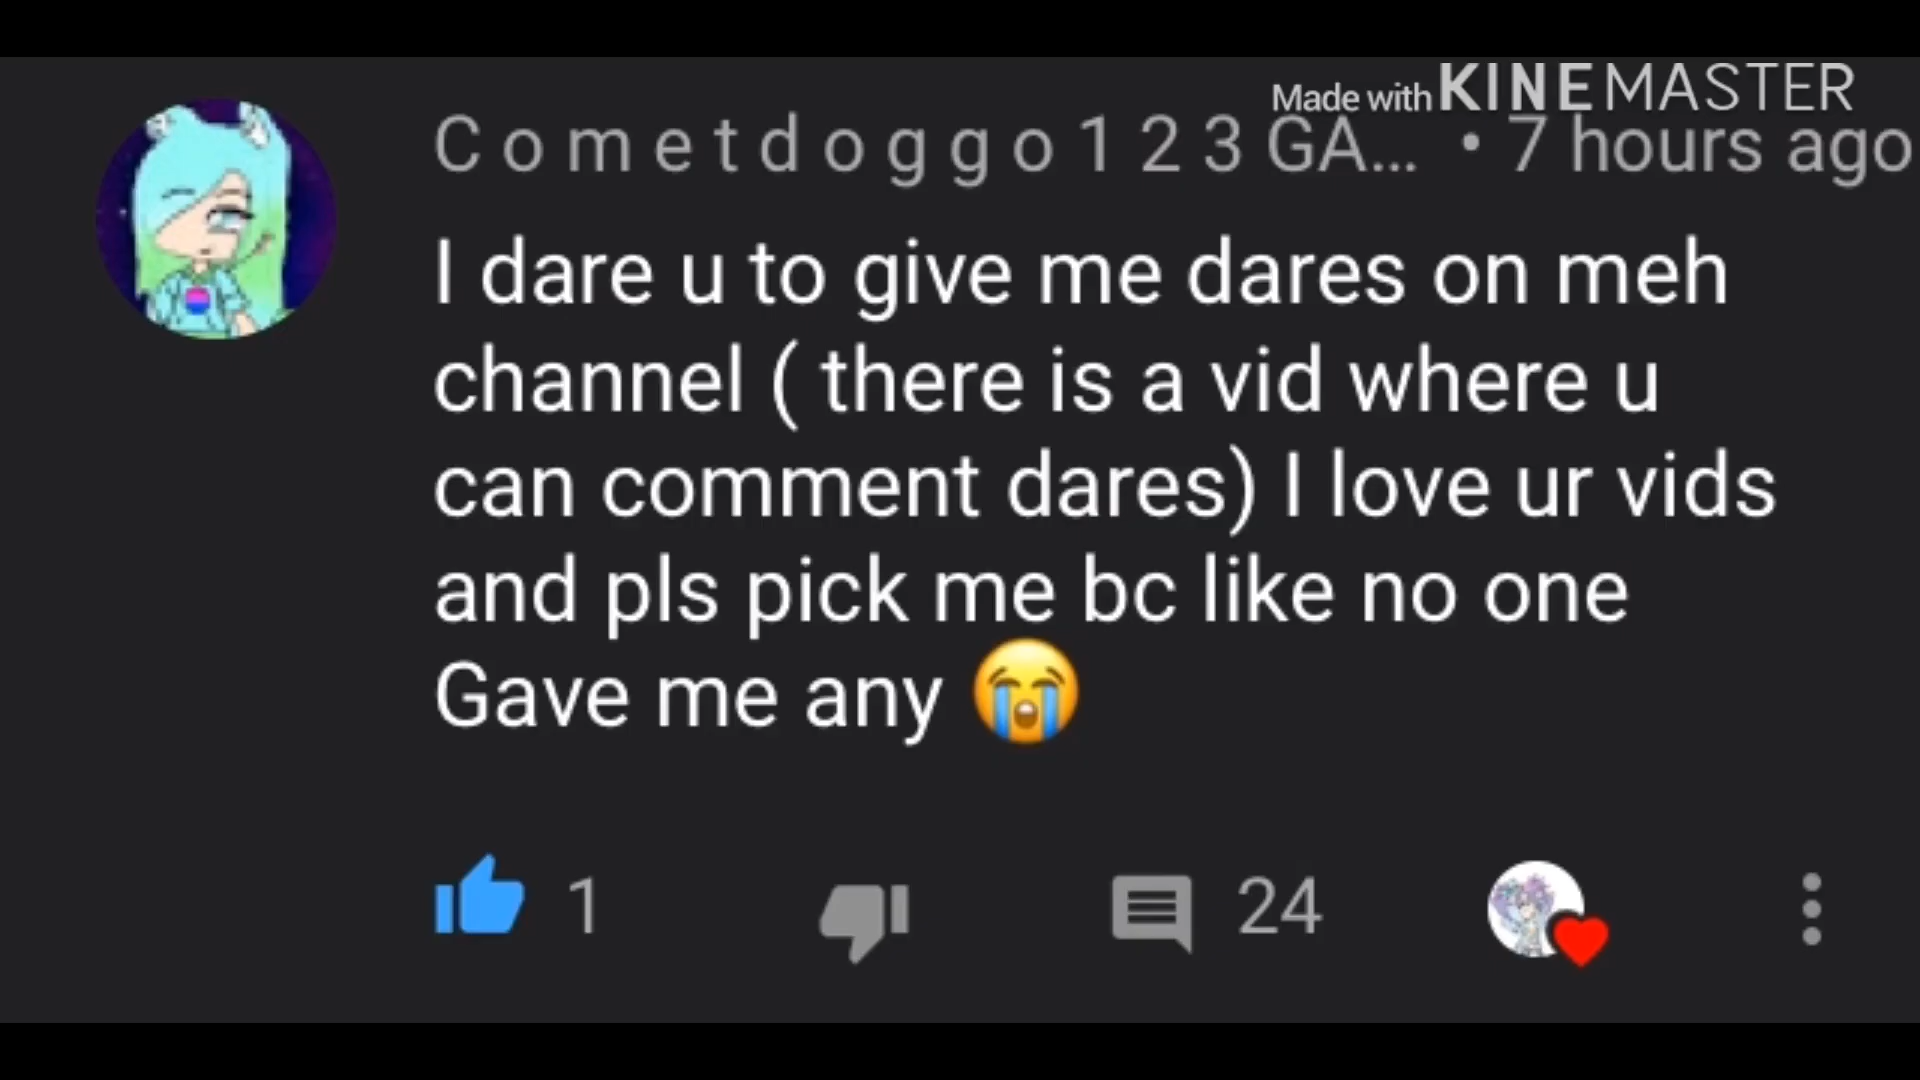 Made with KINEMASTER
C o m e t d o g g o 1 2 3 GA... • 7 hours ago
I dare u to give me dares on meh
channel ( there is a vid where u
can comment dares) I love ur vids
and pls pick me bc like no one
Gave me any 😭
1
24